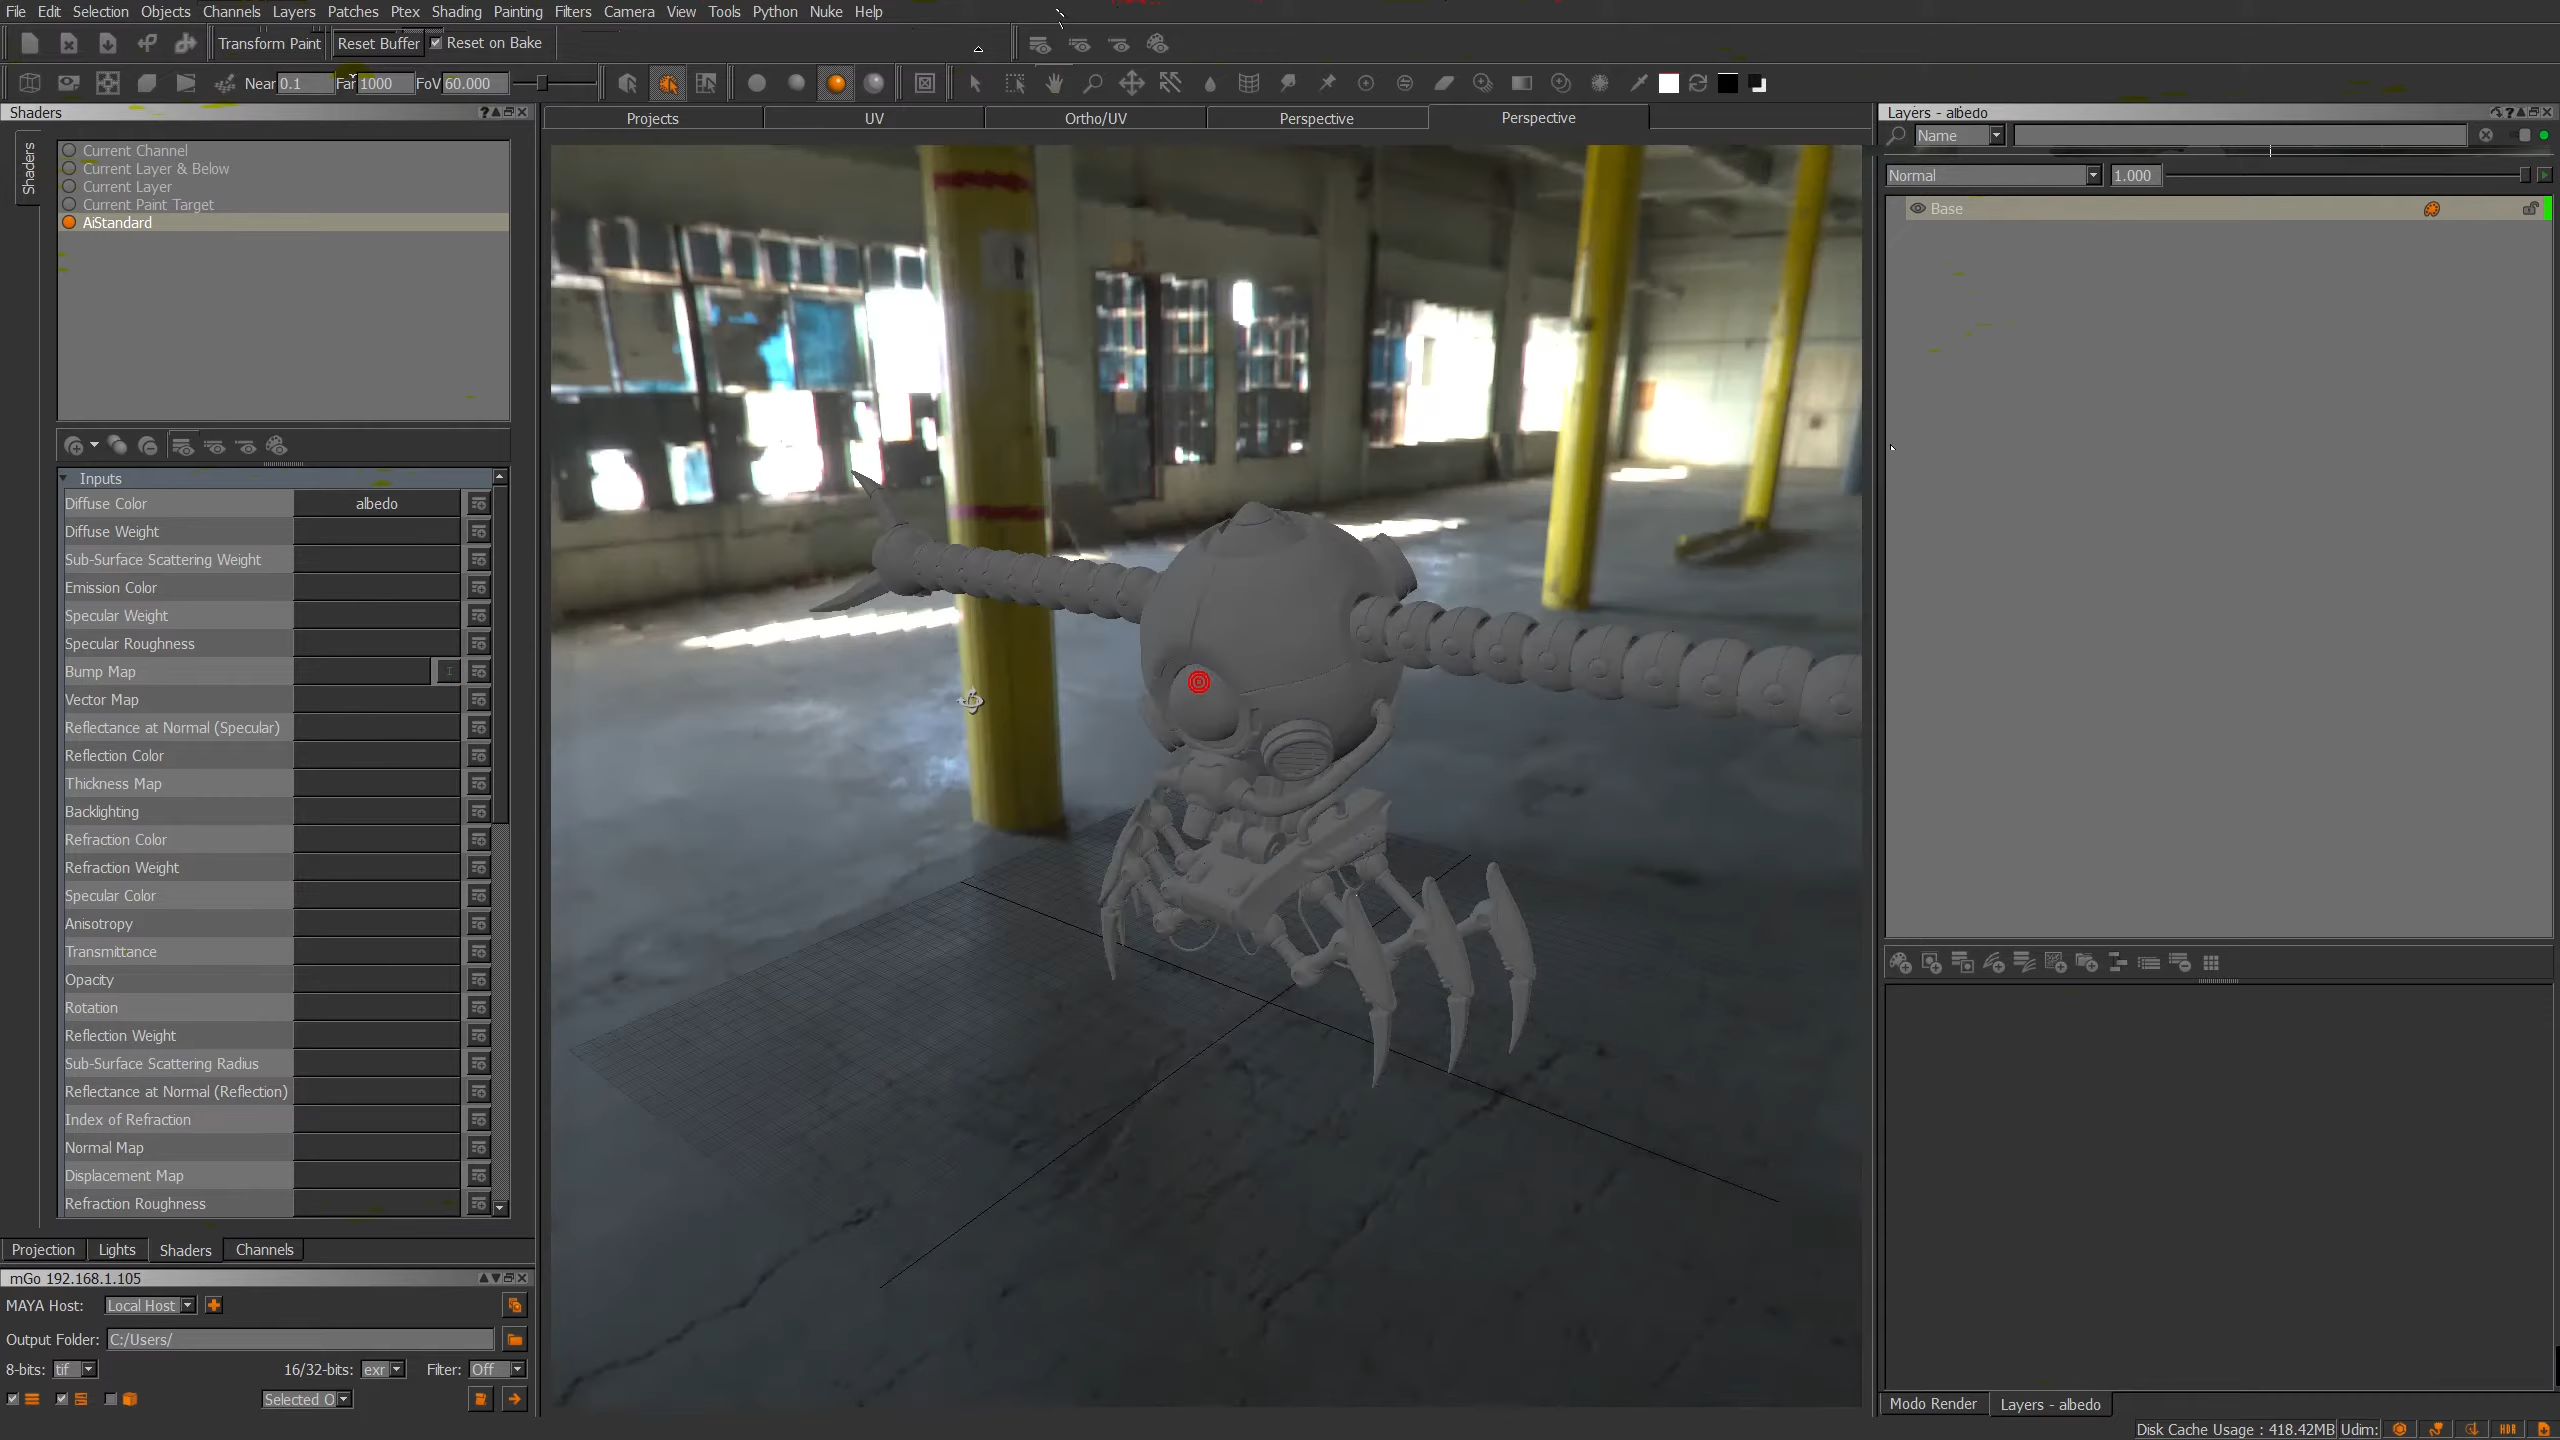 File Edit Selection Objects Channels Layers Patches Ptex Shading Painting Filters Camera View Tools Python Nuke Help
Transform Paint Reset Buffer Reset on Bake
Near 0.1 Far 1000 FoV 60.000
Shaders
Shaders
Current Channel
Current Layer & Below
Current Layer
Current Paint Target
AiStandard
Inputs
Diffuse Color albedo
Diffuse Weight
Sub-Surface Scattering Weight
Emission Color
Specular Weight
Specular Roughness
Bump Map
Vector Map
Reflectance at Normal (Specular)
Reflection Color
Thickness Map
Backlighting
Refraction Color
Refraction Weight
Specular Color
Anisotropy
Transmittance
Opacity
Rotation
Reflection Weight
Sub-Surface Scattering Radius
Reflectance at Normal (Reflection)
Index of Refraction
Normal Map
Displacement Map
Refraction Roughness
Projection Lights Shaders Channels
mGo 192.168.1.105
MAYA Host: Local Host
Output Folder: C:/Users/
8-bits: tif 16/32-bits: exr Filter: Off
Selected O
Projects UV Ortho/UV Perspective Perspective
Layers - albedo
Name
Normal 1.000
Base
Modo Render Layers - albedo
Disk Cache Usage : 418.42MB Udim:
HDR